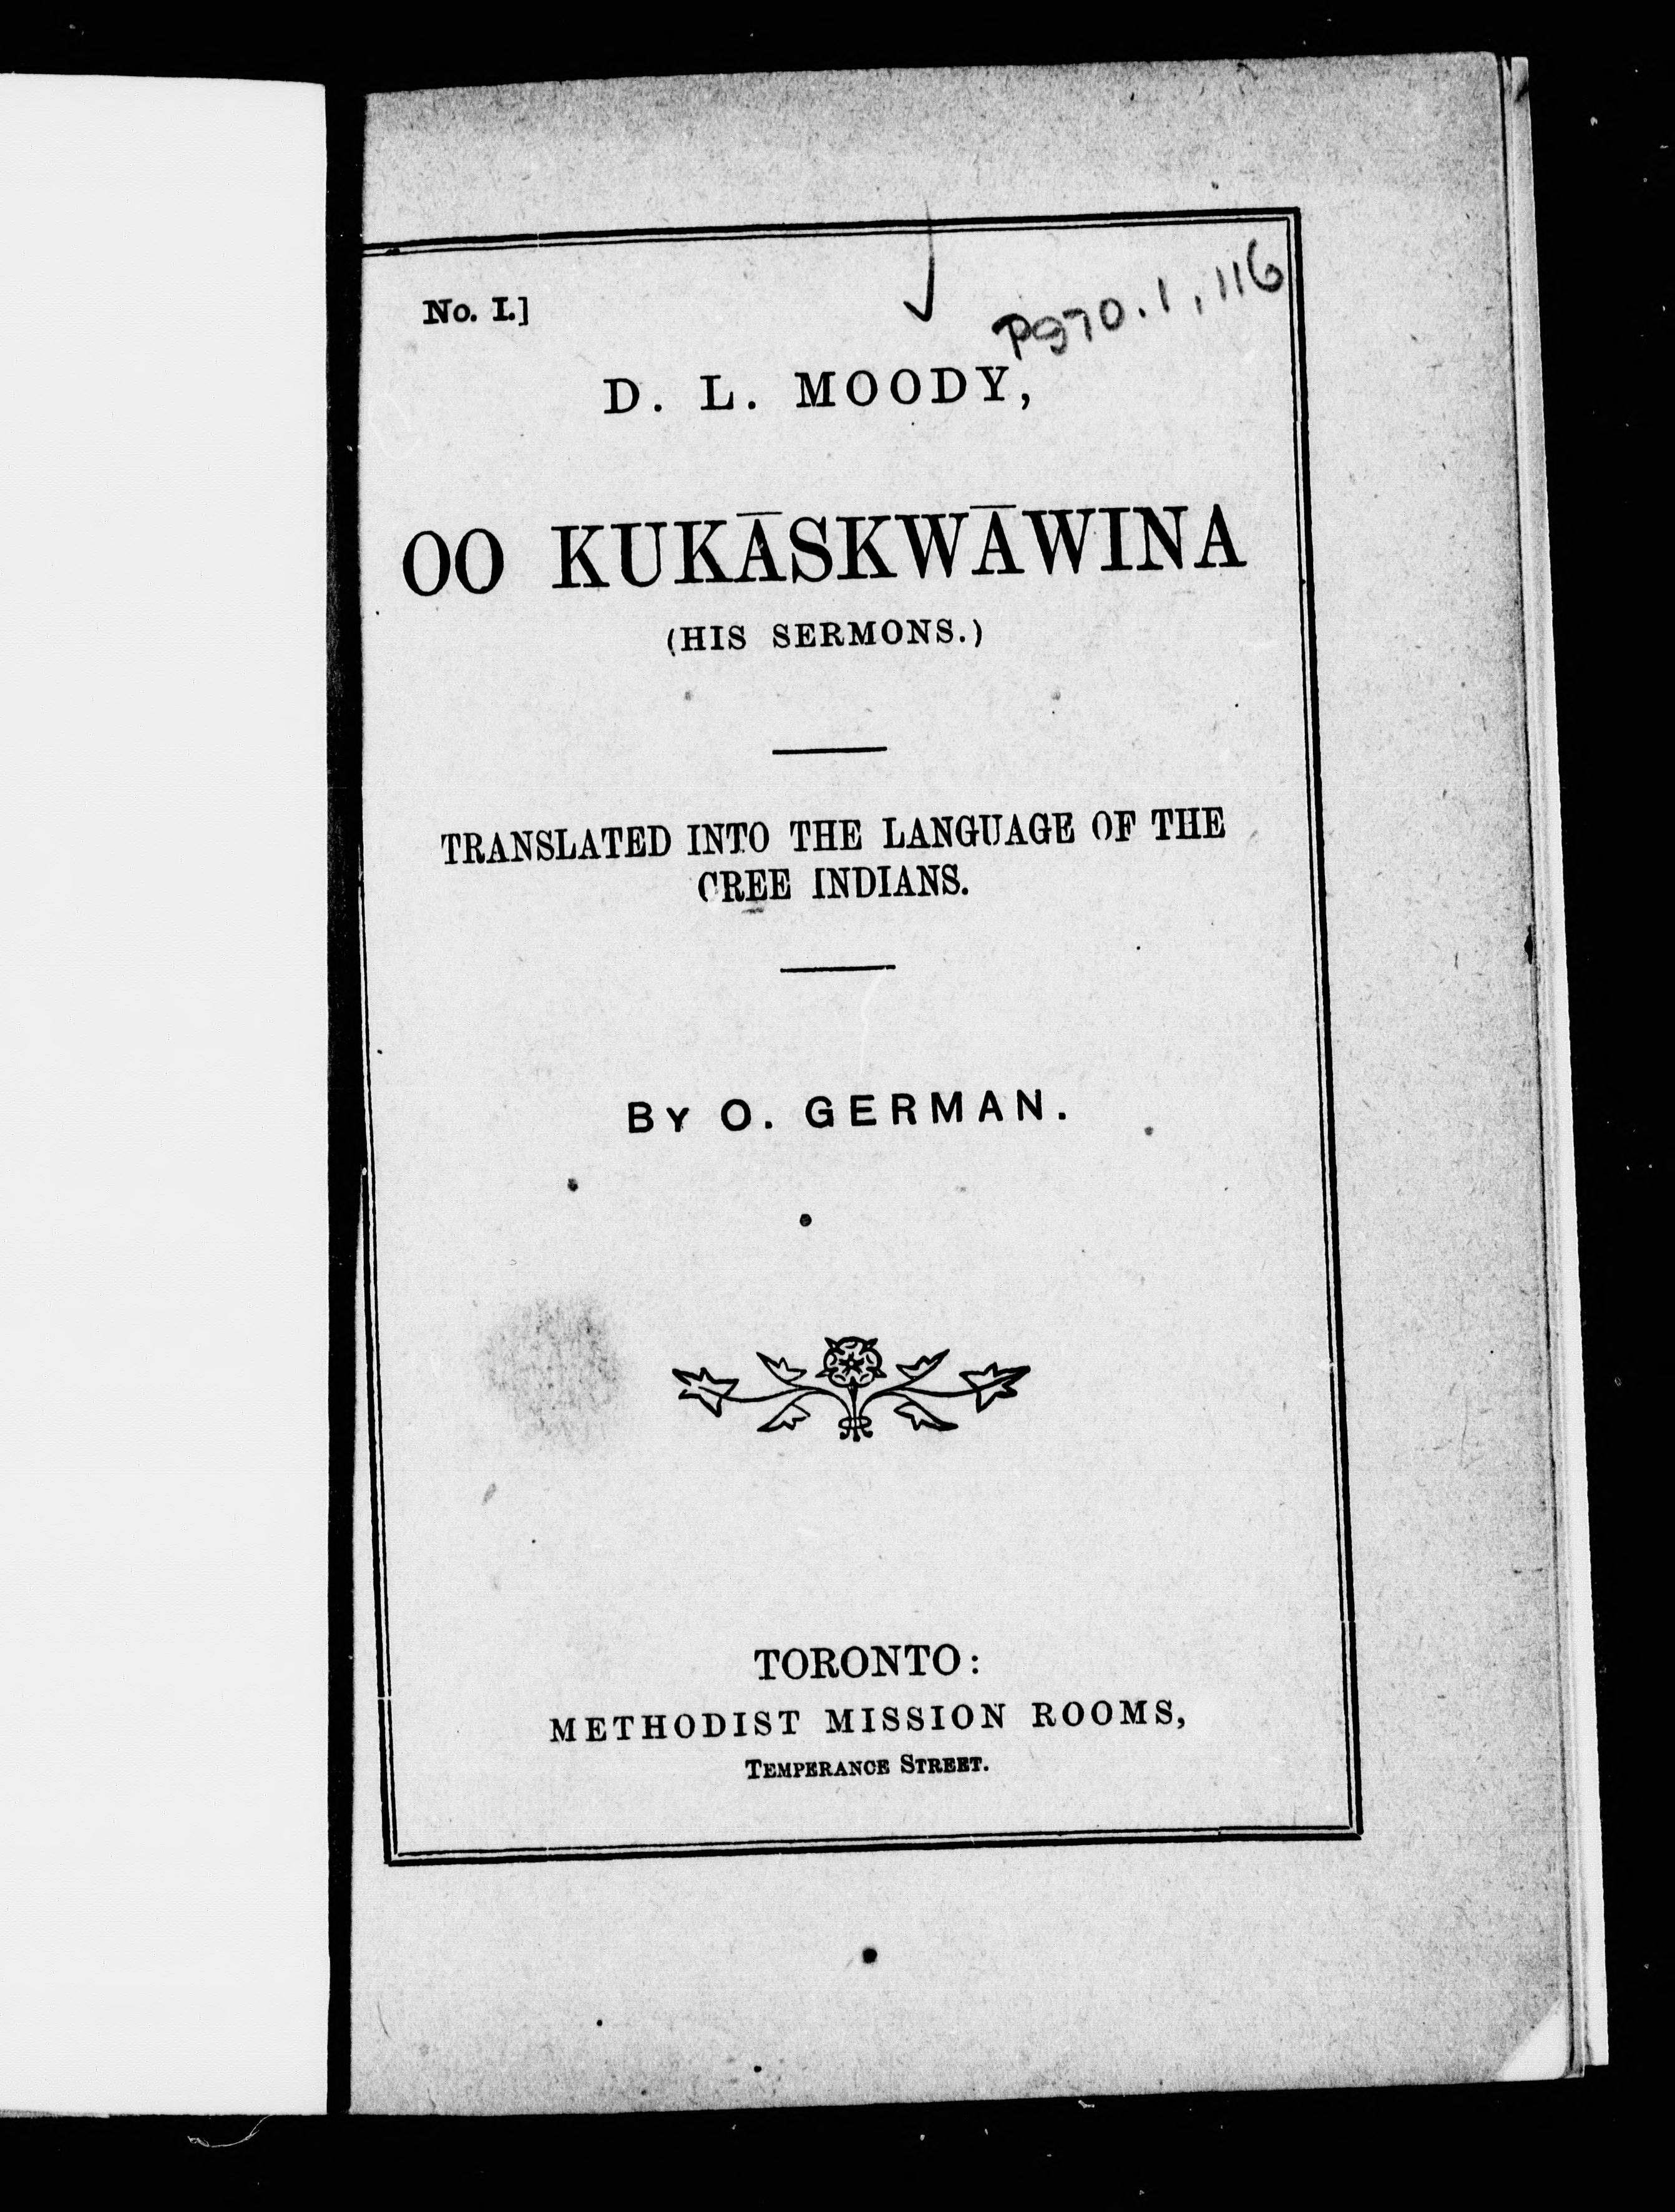 No. I.]
P970.1,116
D. L. MOODY,
OO KUKĀSKWĀWINA
(HIS SERMONS.)
TRANSLATED INTO THE LANGUAGE OF THE
CREE INDIANS.
BY O. GERMAN.
TORONTO:
METHODIST MISSION ROOMS,
TEMPERANCE STREET.